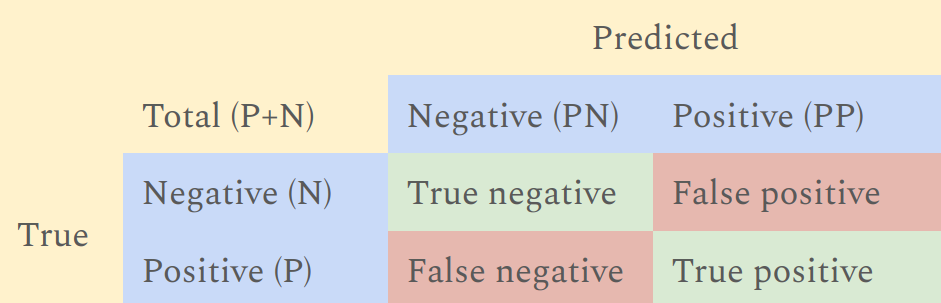 Predicted
Total (P+N) Negative (PN) Positive (PP)
Negative (N) True negative False positive
True
Positive (P) False negative True positive